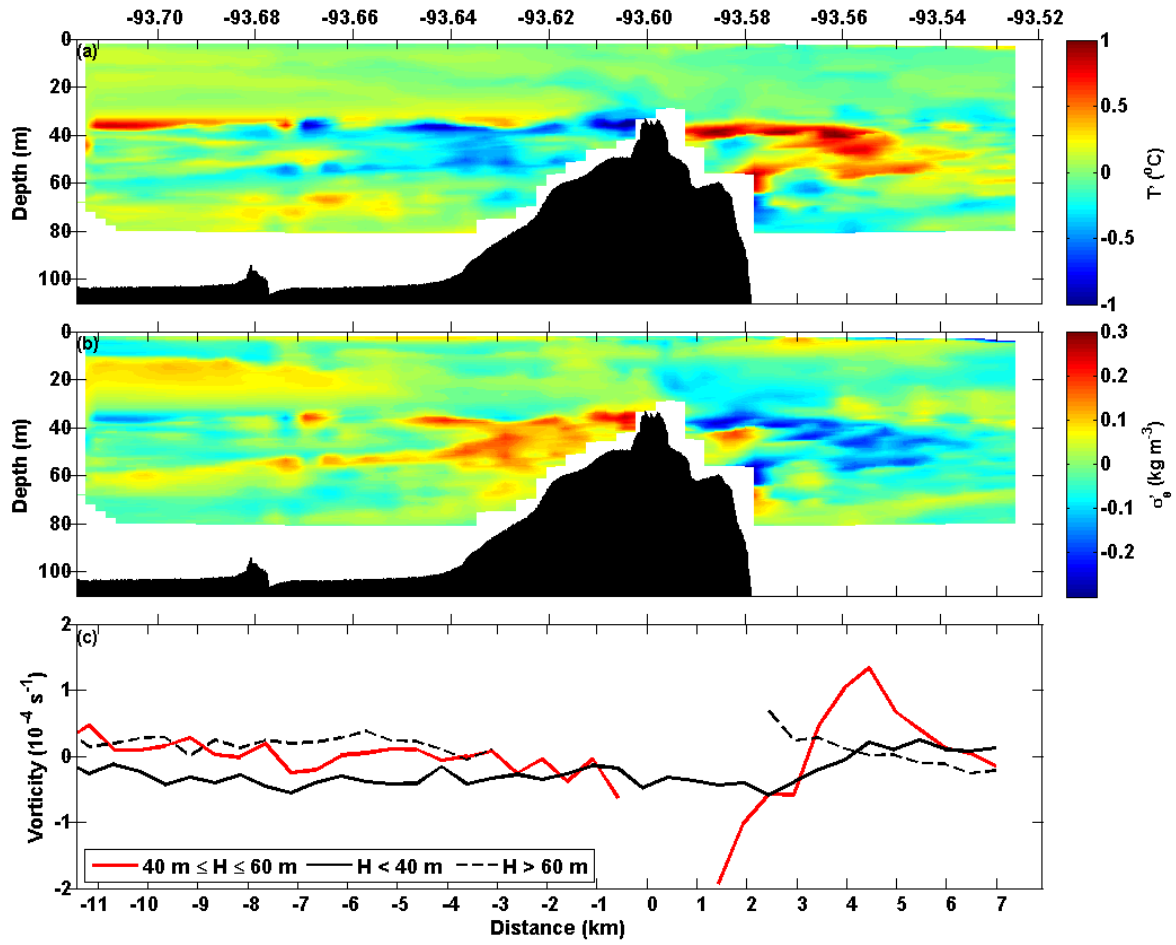 -93.70 -93.68 -93.66 -93.64 -93.62 -93.60 -93.58 -93.56 -93.54 -93.52
(a)
0
20
40
60
80
100
Depth (m)
1
0.5
0
-0.5
-1
T' (⁰C)
(b)
0
20
40
60
80
100
Depth (m)
0.3
0.2
0.1
0
-0.1
-0.2
σ'θ (kg m⁻³)
(c)
2
1
0
-1
-2
Vorticity (10⁻⁴ s⁻¹)
40 m ≤ H ≤ 60 m H < 40 m H > 60 m
-11 -10 -9 -8 -7 -6 -5 -4 -3 -2 -1 0 1 2 3 4 5 6 7
Distance (km)